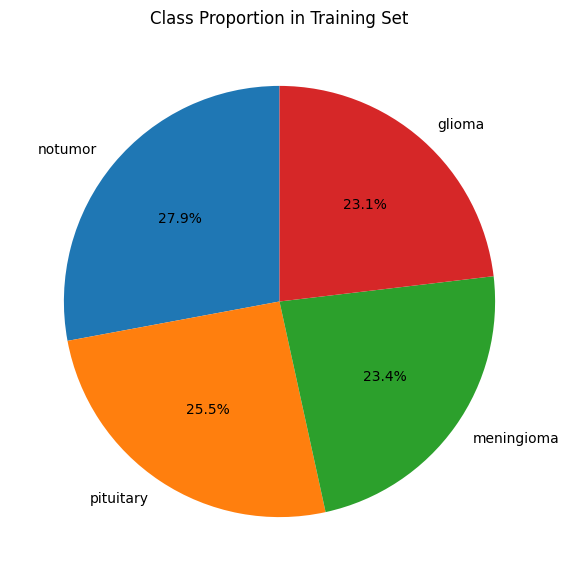 Class Proportion in Training Set
glioma
notumor
23.1%
27.9%
23.4%
25.5%
meningioma
pituitary